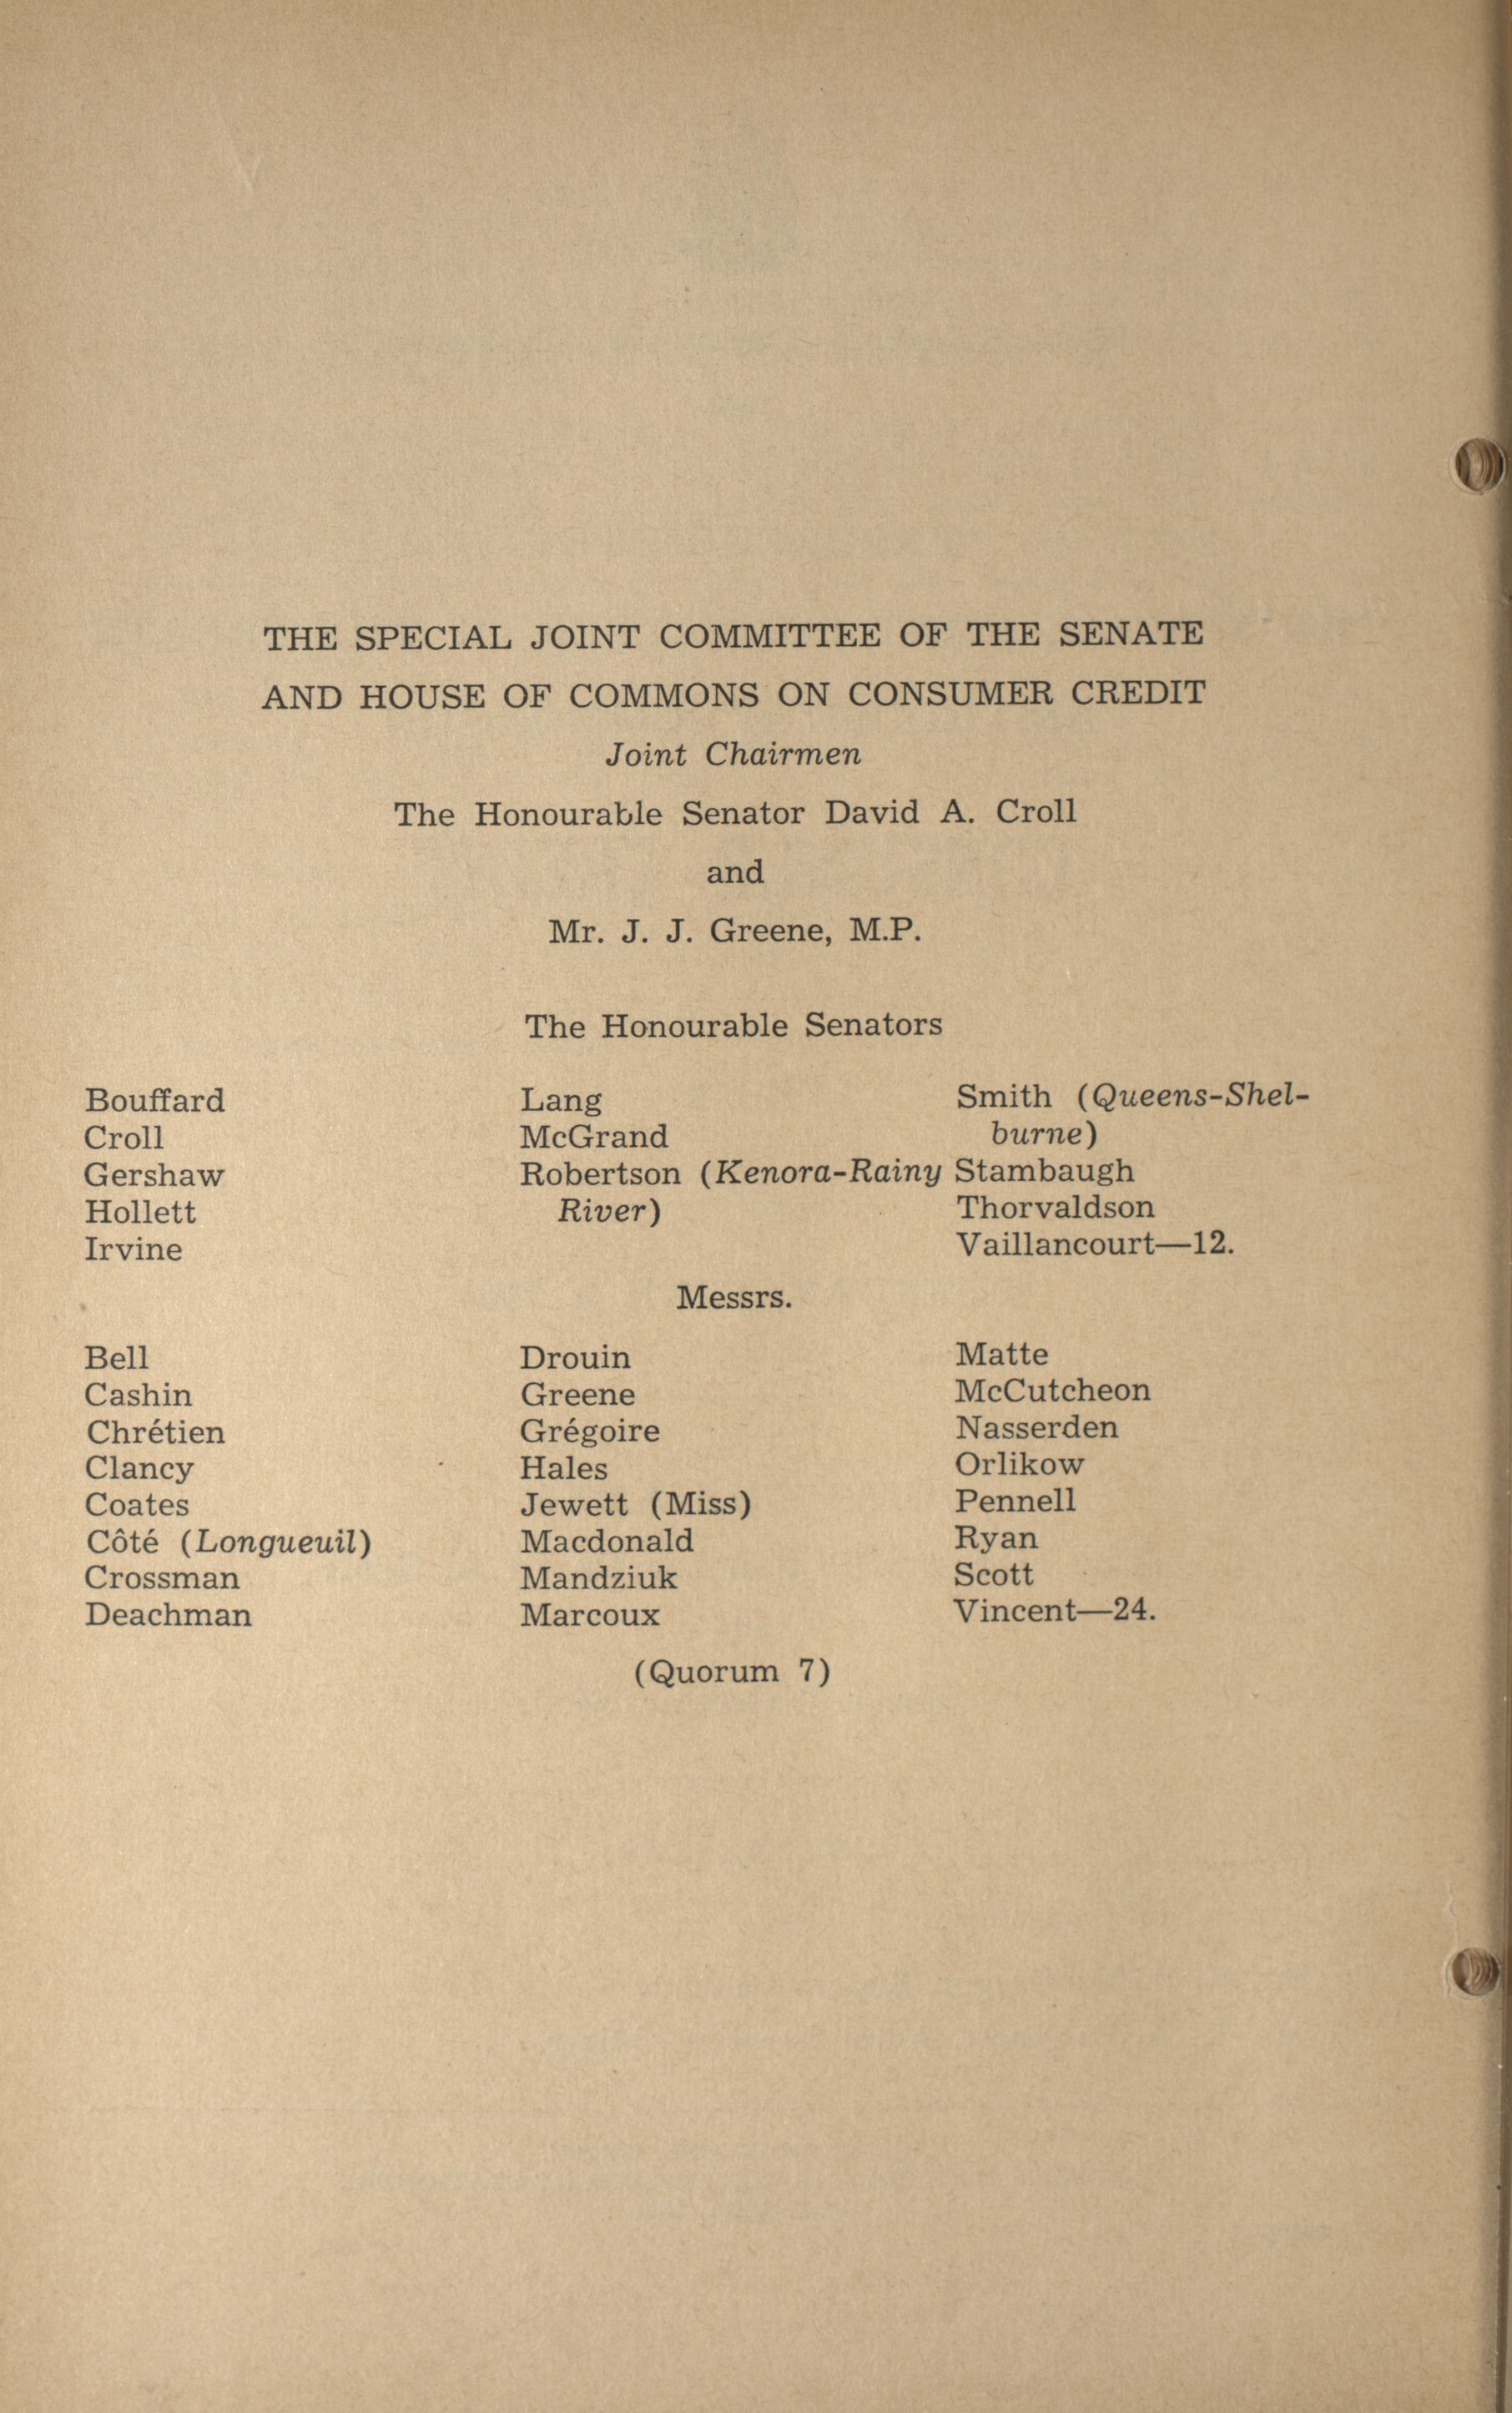 THE SPECIAL JOINT COMMITTEE OF THE SENATE
AND HOUSE OF COMMONS ON CONSUMER CREDIT
Joint Chairmen
The Honourable Senator David A. Croll
and
Mr. J. J. Greene, M.P.
The Honourable Senators
Bouffard
Croll
Gershaw
Hollett
Irvine
Lang
McGrand
Robertson (Kenora-Rainy
River)
Smith (Queens-Shel-
burne)
Stambaugh
Thorvaldson
Vaillancourt—12.
Messrs.
Bell
Cashin
Chrétien
Clancy
Coates
Côté (Longueuil)
Crossman
Deachman
Drouin
Greene
Grégoire
Hales
Jewett (Miss)
Macdonald
Mandziuk
Marcoux
Matte
McCutcheon
Nasserden
Orlikow
Pennell
Ryan
Scott
Vincent—24.
(Quorum 7)